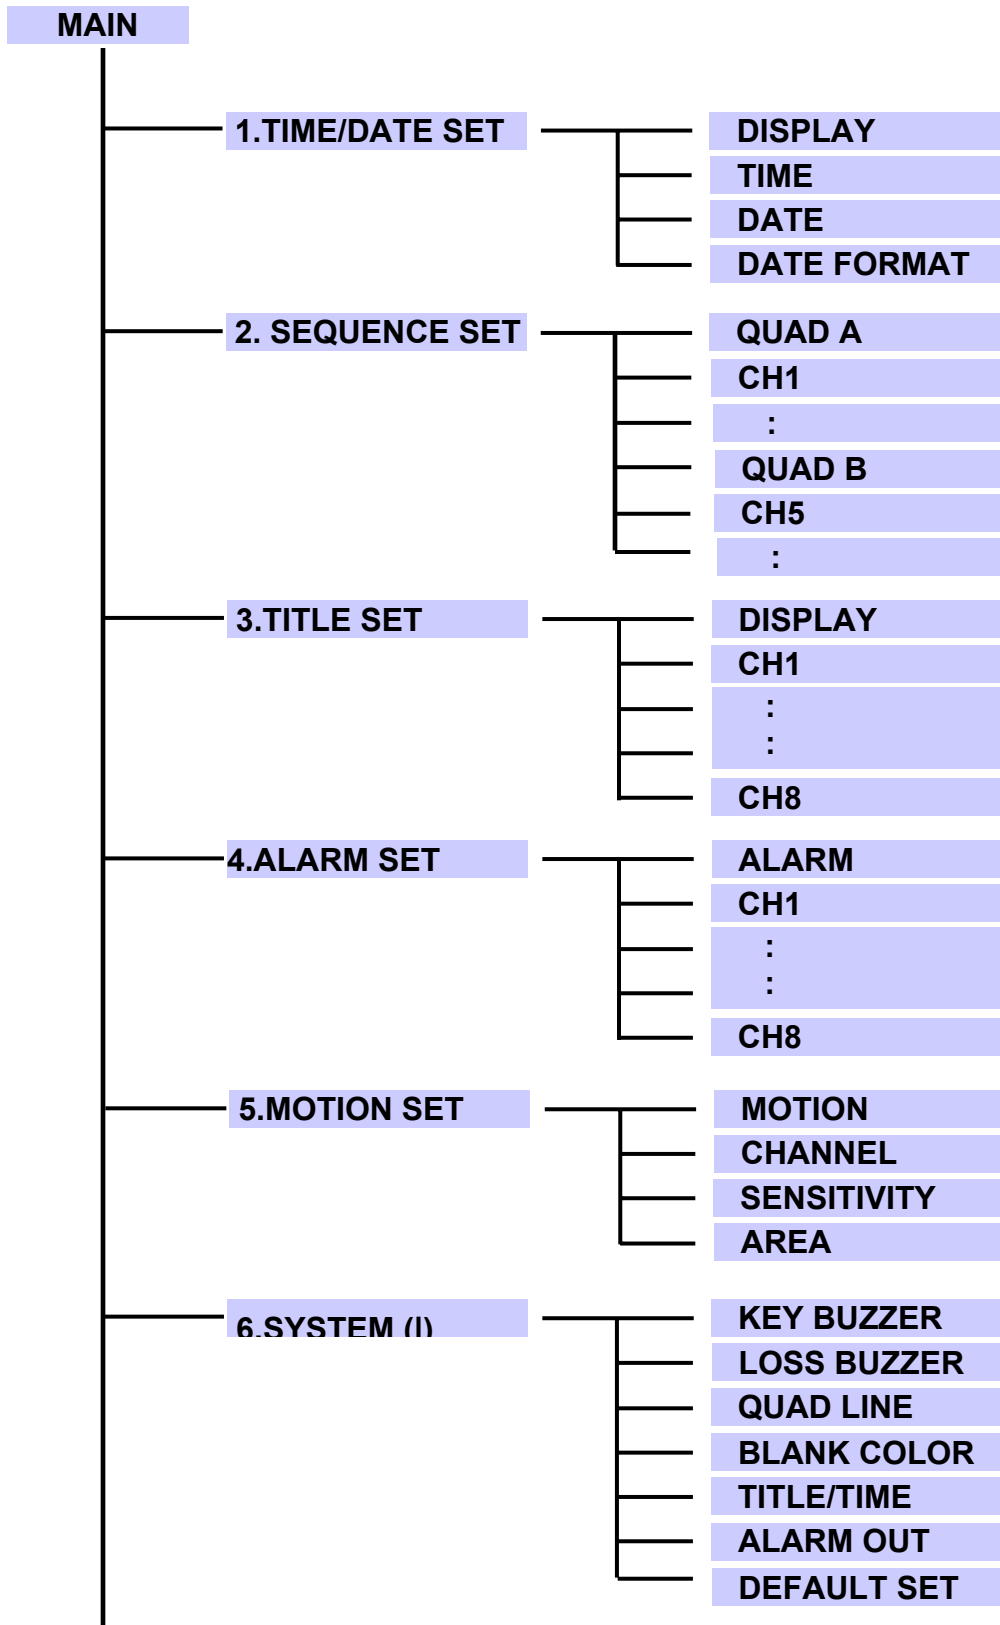 MAIN
1.TIME/DATE SET
DISPLAY
TIME
DATE
DATE FORMAT
2. SEQUENCE SET
QUAD A
CH1
:
QUAD B
CH5
:
3.TITLE SET
DISPLAY
CH1
:
:
CH8
4.ALARM SET
ALARM
CH1
:
:
CH8
5.MOTION SET
MOTION
CHANNEL
SENSITIVITY
AREA
6.SYSTEM (I)
KEY BUZZER
LOSS BUZZER
QUAD LINE
BLANK COLOR
TITLE/TIME
ALARM OUT
DEFAULT SET